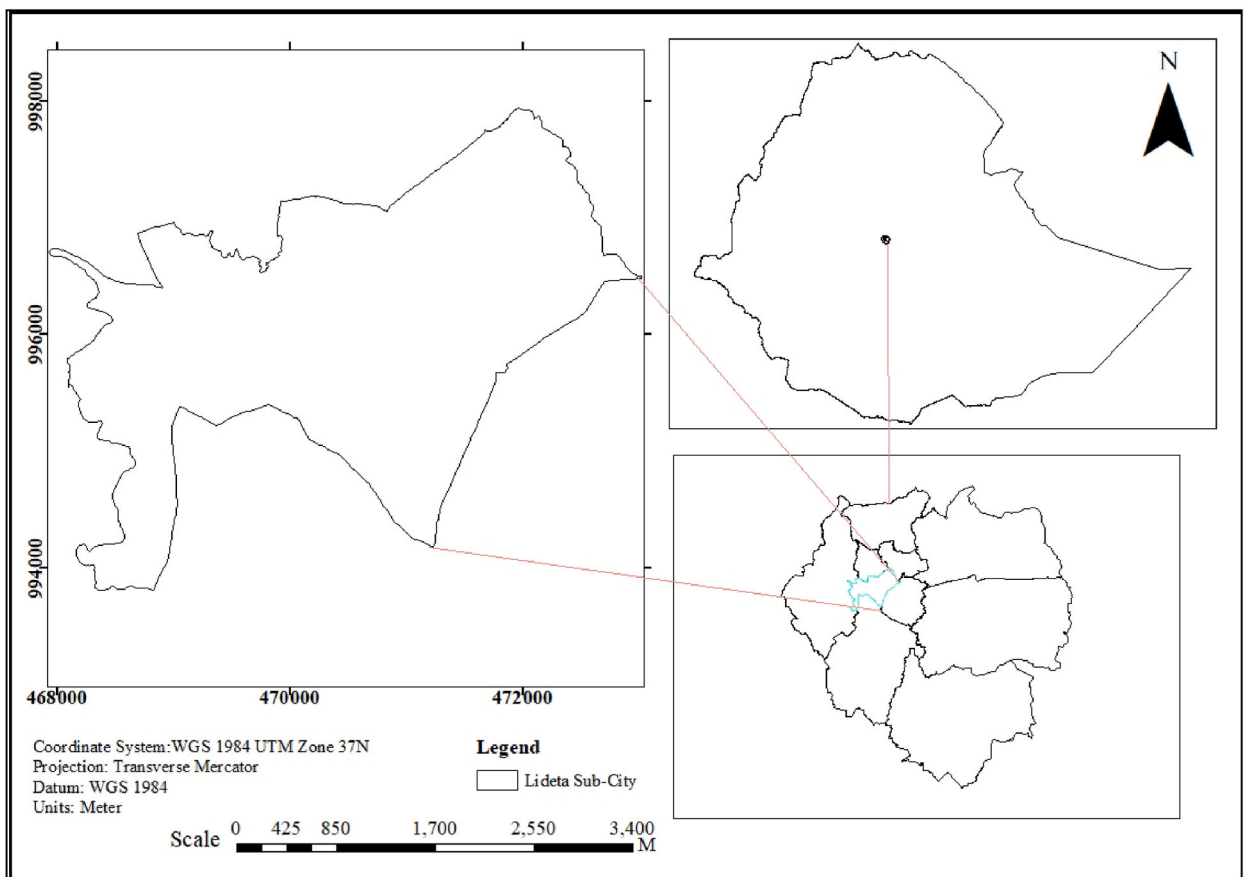 998000
996000
994000
468000 470000 472000
N
Coordinate System:WGS 1984 UTM Zone 37N
Projection: Transverse Mercator
Datum: WGS 1984
Units: Meter
Legend
Lideta Sub-City
Scale 0 425 850 1,700 2,550 3,400
M